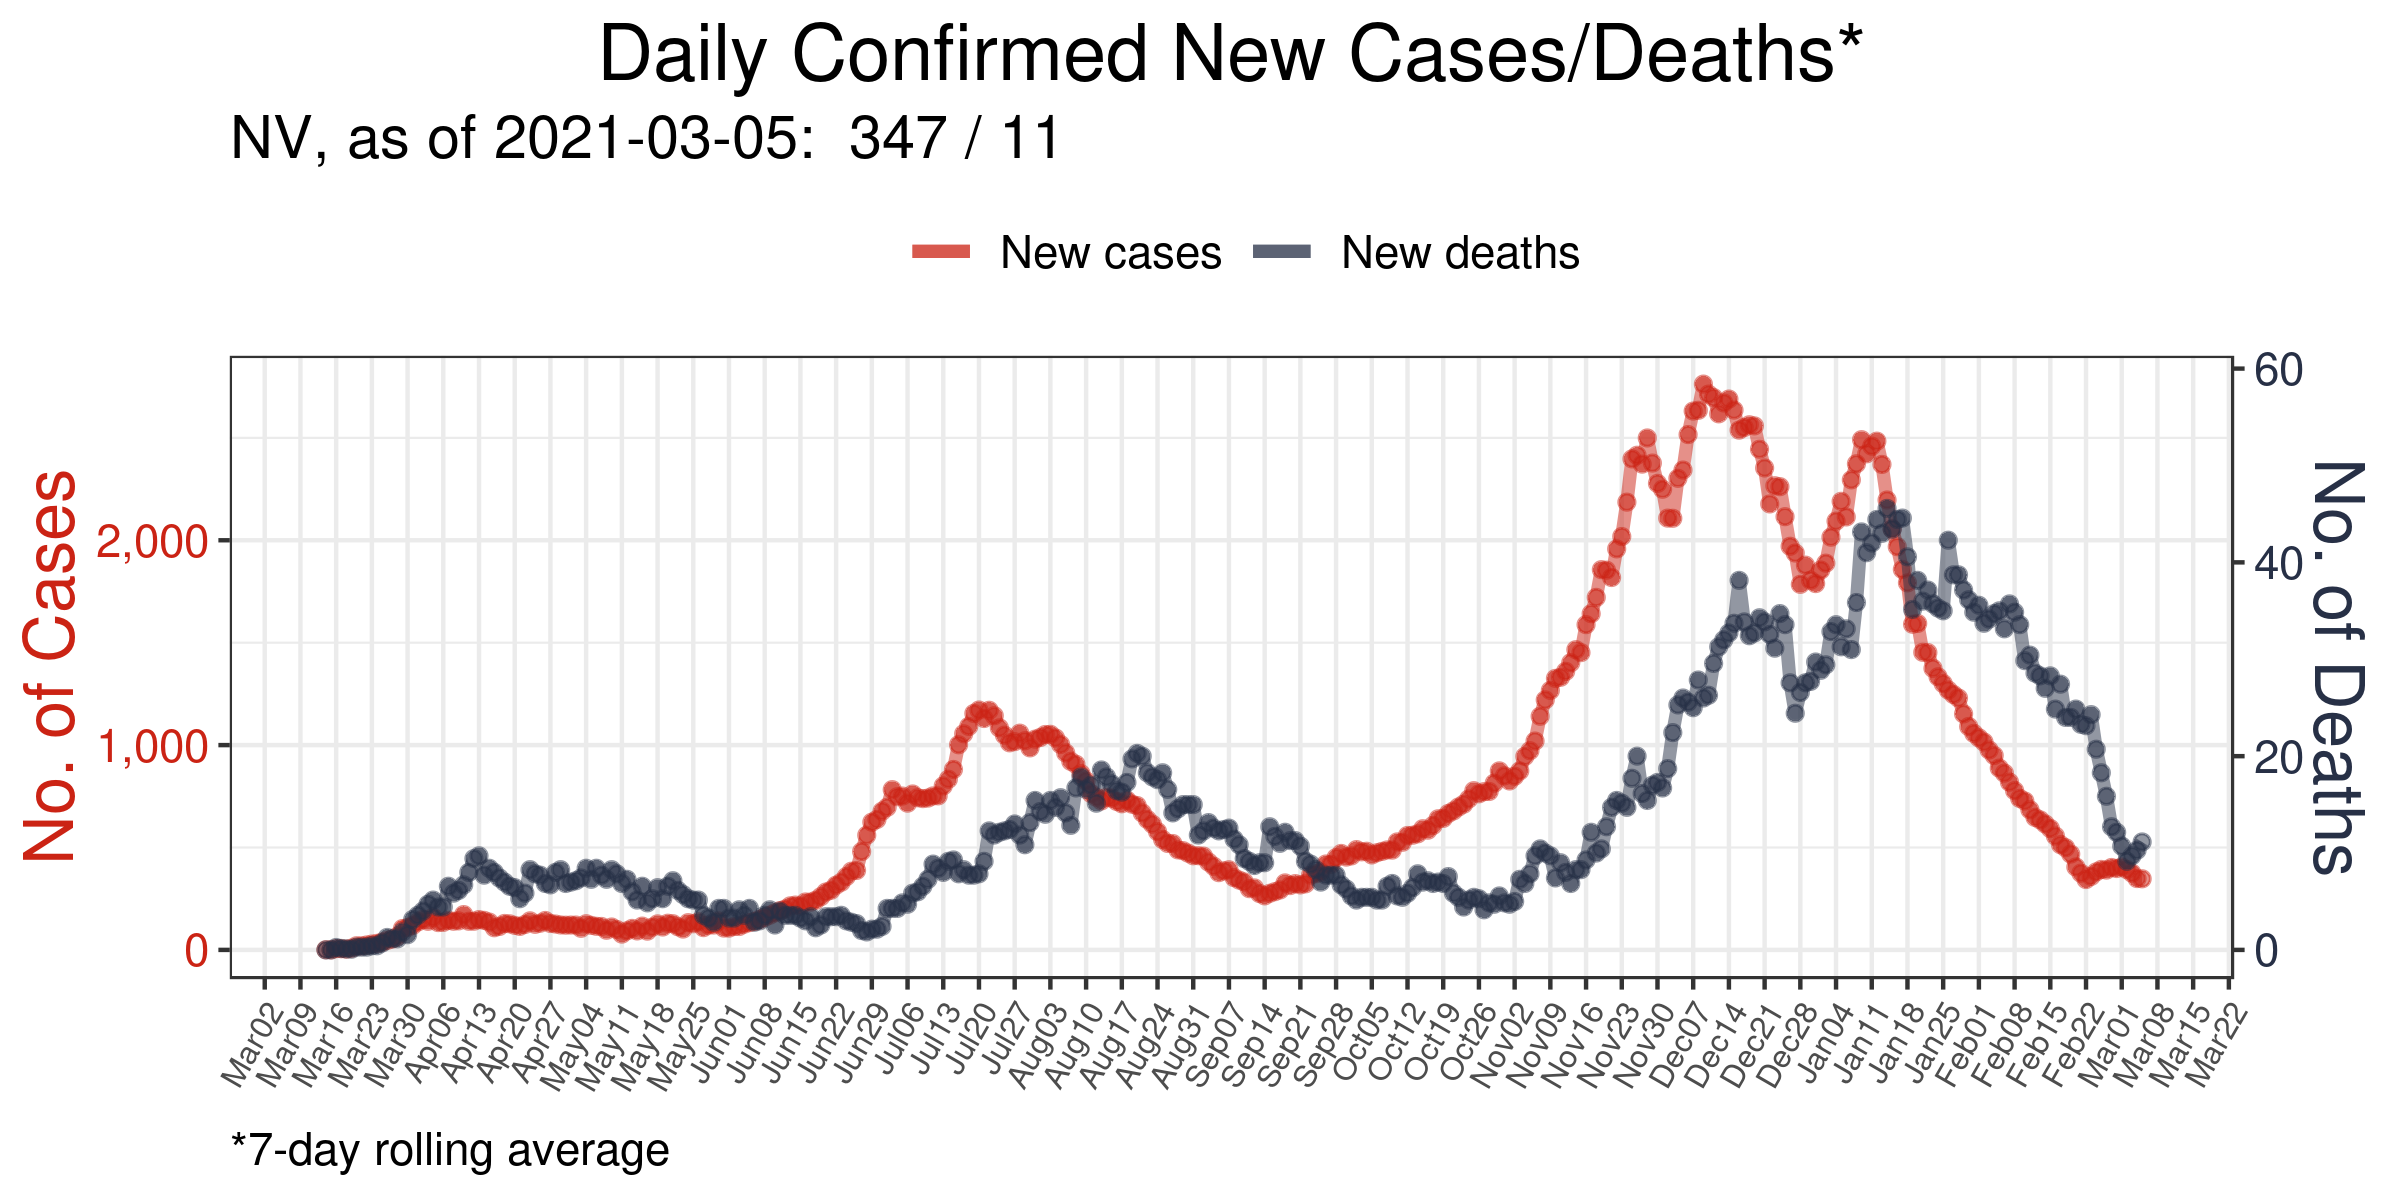 Daily Confirmed New Cases/Deaths*
NV, as of 2021-03-05:  347 / 11
New cases
New deaths
No. of Cases
2,000
1,000
0
60
40
20
0
No. of Deaths
Mar02
Mar09
Mar16
Mar23
Mar30
Apr06
Apr13
Apr20
Apr27
May04
May11
May18
May25
Jun01
Jun08
Jun15
Jun22
Jun29
Jul06
Jul13
Jul20
Jul27
Aug03
Aug10
Aug17
Aug24
Aug31
Sep07
Sep14
Sep21
Sep28
Oct05
Oct12
Oct19
Oct26
Nov02
Nov09
Nov16
Nov23
Nov30
Dec07
Dec14
Dec21
Dec28
Jan04
Jan11
Jan18
Jan25
Feb01
Feb08
Feb15
Feb22
Mar01
Mar08
Mar15
Mar22
*7-day rolling average